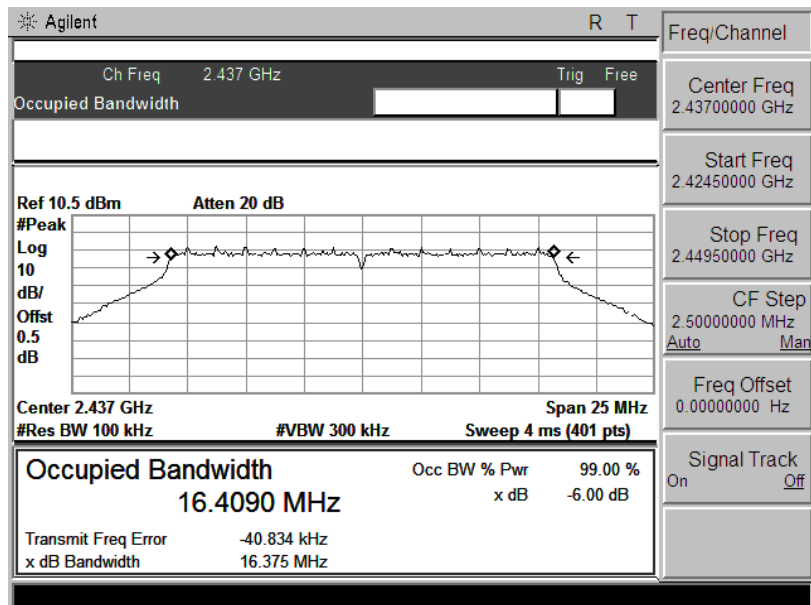 Agilent R T
Ch Freq 2.437 GHz Trig Free
Occupied Bandwidth
Ref 10.5 dBm Atten 20 dB
#Peak
Log
10
dB/
Offst
0.5
dB
Center 2.437 GHz Span 25 MHz
#Res BW 100 kHz #VBW 300 kHz Sweep 4 ms (401 pts)
Occupied Bandwidth Occ BW % Pwr 99.00 %
16.4090 MHz x dB -6.00 dB
Transmit Freq Error -40.834 kHz
x dB Bandwidth 16.375 MHz
Freq/Channel
Center Freq
2.43700000 GHz
Start Freq
2.42450000 GHz
Stop Freq
2.44950000 GHz
CF Step
2.50000000 MHz
Auto Man
Freq Offset
0.00000000 Hz
Signal Track
On Off